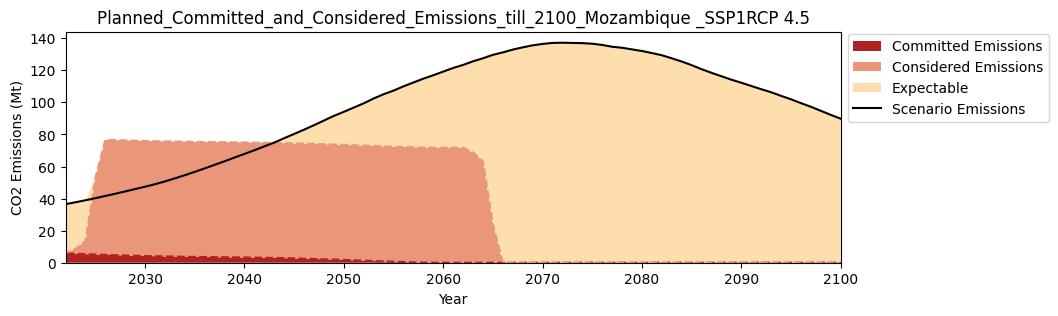 Planned_Committed_and_Considered_Emissions_till_2100_Mozambique _SSP1RCP 4.5
CO2 Emissions (Mt)
140
120
100
80
60
40
20
0
2030 2040 2050 2060 2070 2080 2090 2100
Year
Committed Emissions
Considered Emissions
Expectable
Scenario Emissions